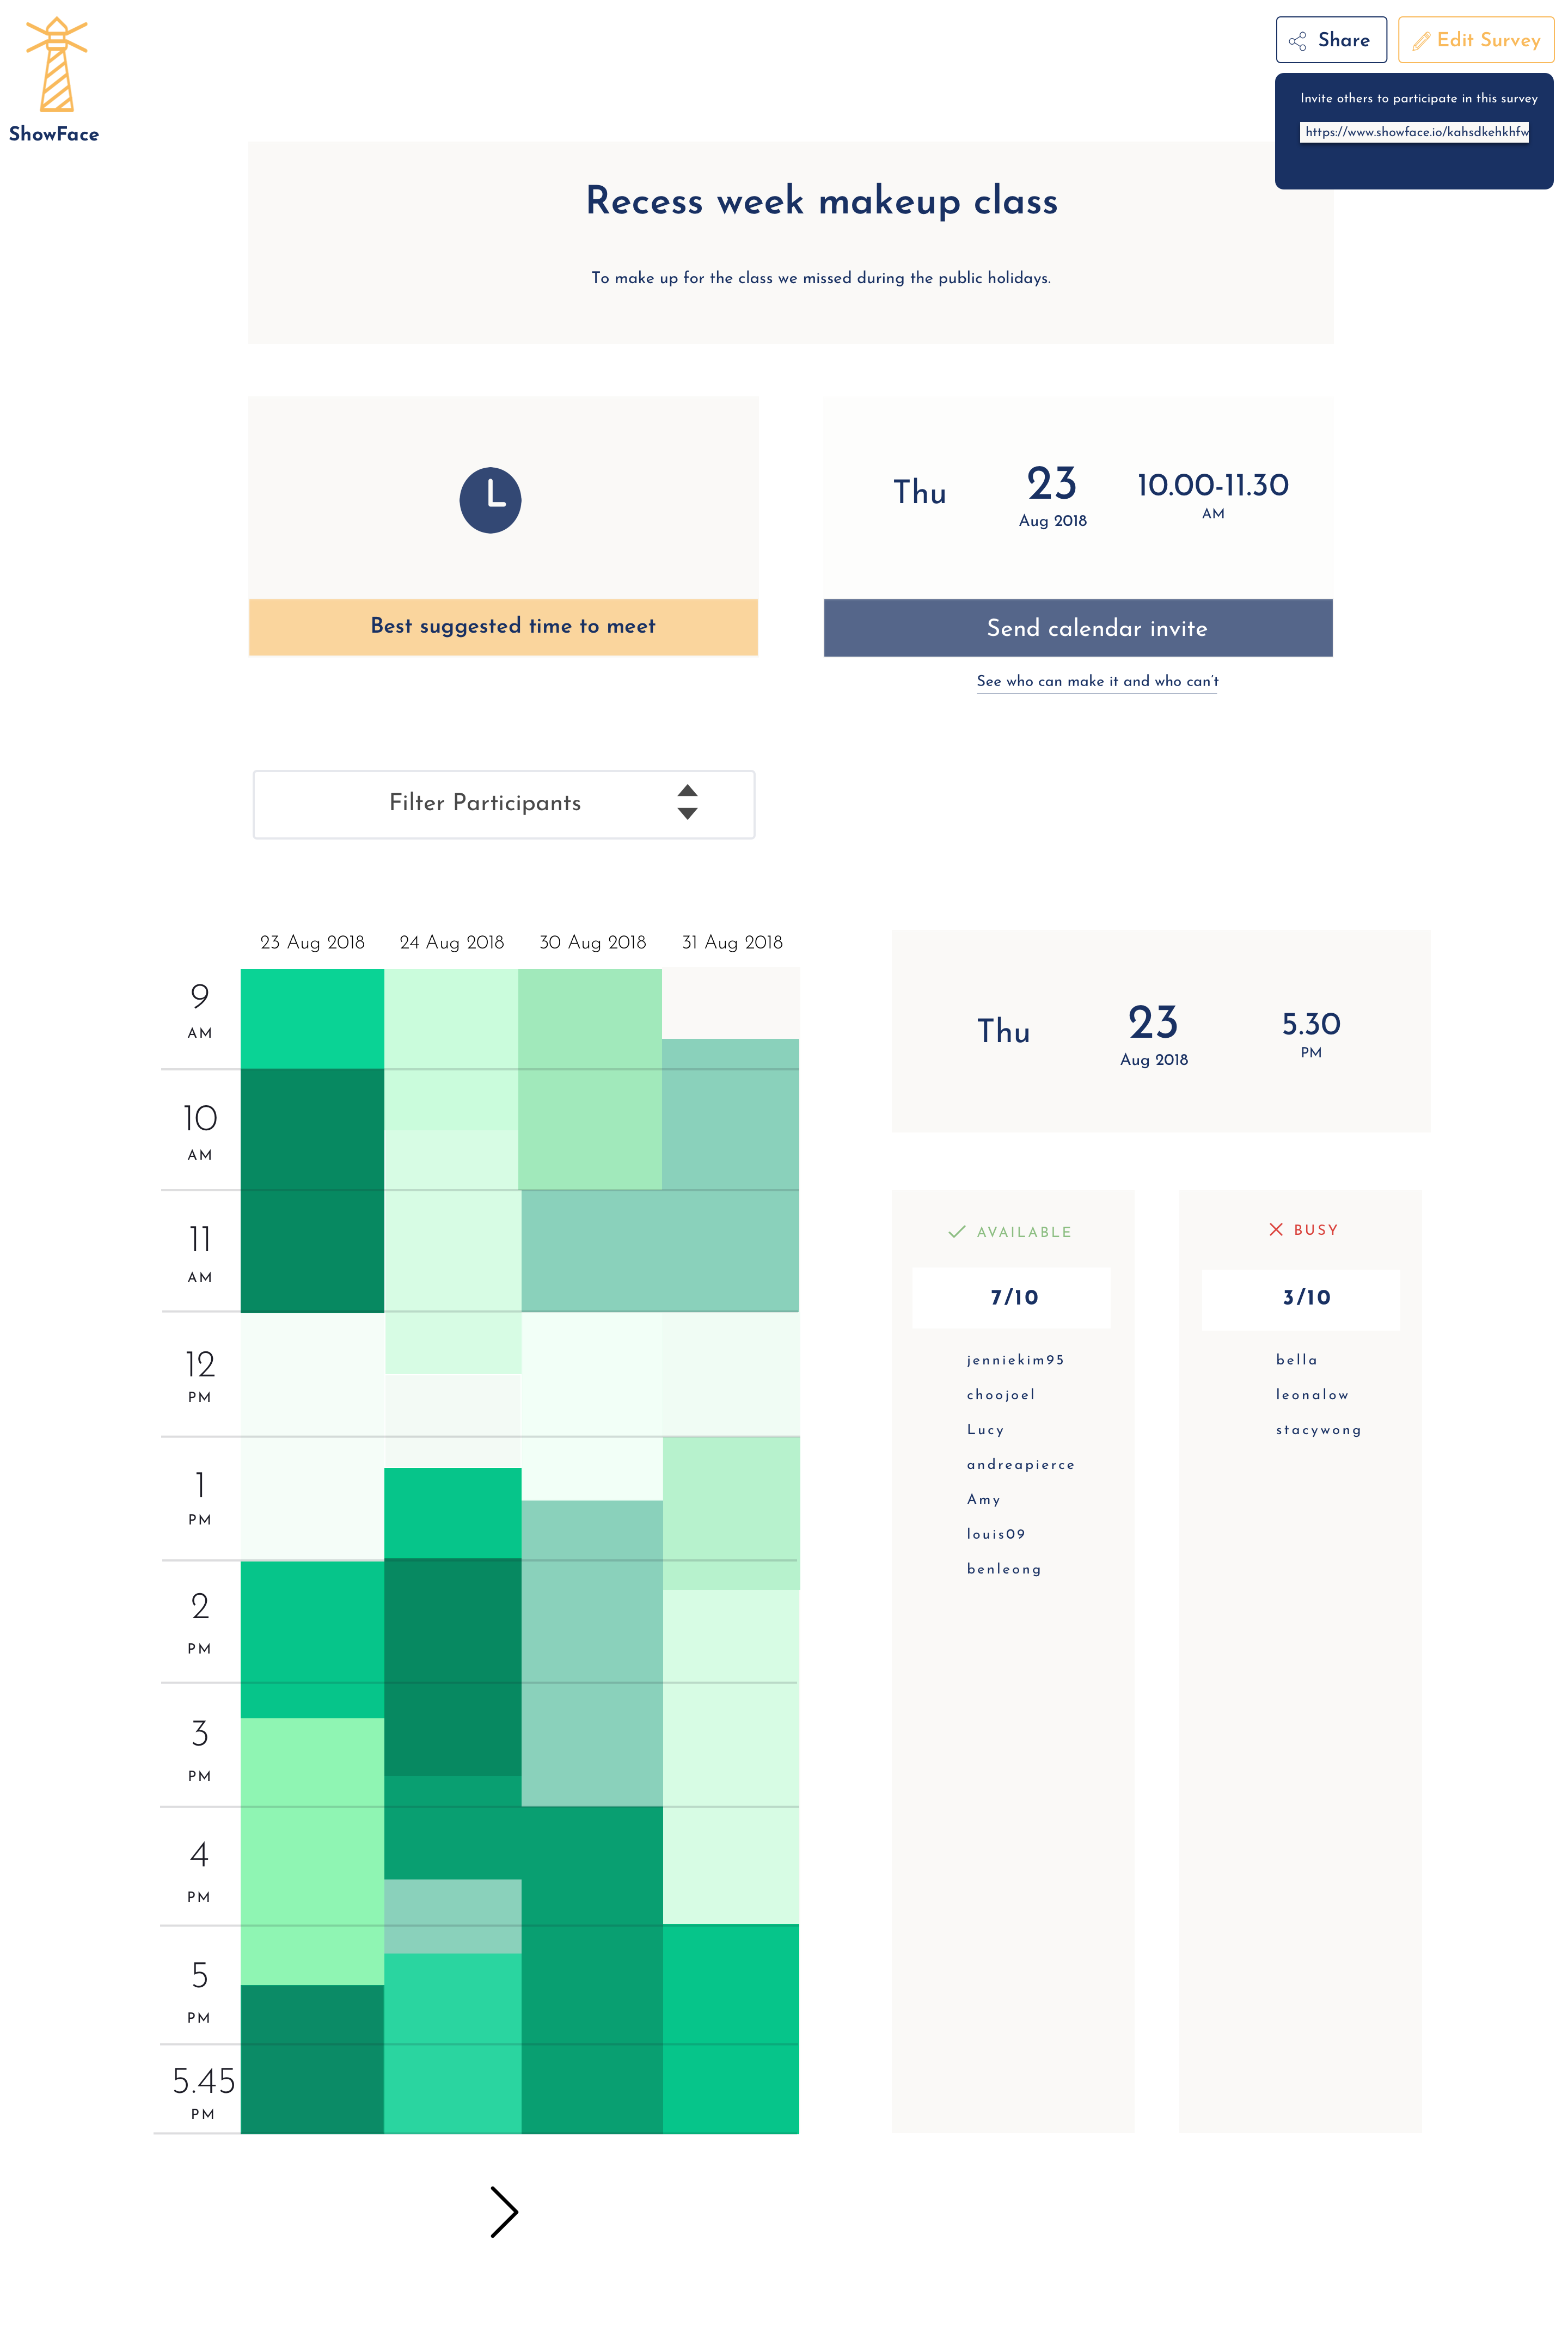 Share
Edit Survey
Invite others to participate in this survey
https://www.showface.io/kahsdkehkhfw
ShowFace
Recess week makeup class
To make up for the class we missed during the public holidays.
Thu
23
Aug 2018
10.00-11.30
AM
Best suggested time to meet
Send calendar invite
See who can make it and who can't
Filter Participants
23 Aug 2018
24 Aug 2018
30 Aug 2018
31 Aug 2018
9
AM
10
AM
11
AM
12
PM
1
PM
2
PM
3
PM
4
PM
5
PM
5.45
PM
Thu
23
Aug 2018
5.30
PM
AVAILABLE
7/10
jenniekim95
choojoel
Lucy
andreapierce
Amy
louis09
benleong
BUSY
3/10
bella
leonalow
stacywong